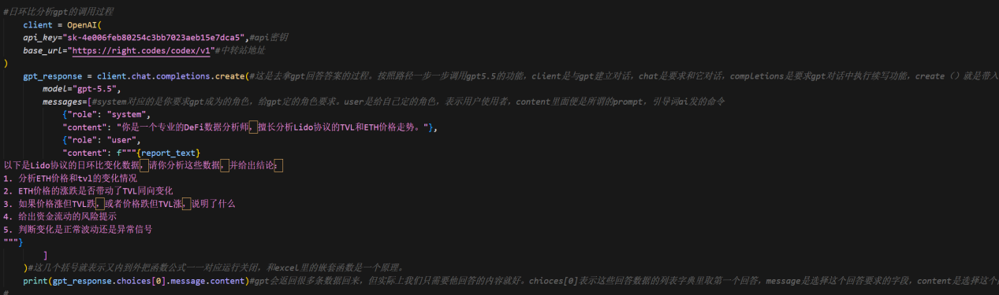 #日环比分析gpt的调用过程
client = OpenAI(
api_key="sk-4e006feb80254c3bb7023aeb15e7dca5",#api密钥
base_url="https://right.codes/codex/v1"#中转站地址
)
gpt_response = client.chat.completions.create(#这是去拿gpt回答答案的过程，按照路径一步一步调用gpt5.5的功能，client是与gpt建立对话，chat是要求和它对话，completions是要求gpt对话中执行续写功能，create（）就是带入
model="gpt-5.5",
messages=[#system对应的是你要求gpt成为的角色，给gpt定的角色要求。user是给自己定的角色，表示用户使用者，content里面便是所谓的prompt，引导词ai发的命令
{"role": "system",
"content": "你是一个专业的DeFi数据分析师，擅长分析Lido协议的TVL和ETH价格走势。"},
{"role": "user",
"content": f"""{report_text}
以下是Lido协议的日环比变化数据，请你分析这些数据，并给出结论：
1. 分析ETH价格和tvl的变化情况
2. ETH价格的涨跌是否带动了TVL同向变化
3. 如果价格涨但TVL跌，或者价格跌但TVL涨，说明了什么
4. 给出资金流动的风险提示
5. 判断变化是正常波动还是异常信号
"""}
]
)#这几个括号就表示又内到外把函数公式一一对应运行关闭，和excel里的嵌套函数是一个原理。
print(gpt_response.choices[0].message.content)#gpt会返回很多条数据回来，但实际上我们只需要他回答的内容就好。chioces[0]表示这些回答数据的列表字典里取第一个回答，message是选择这个回答要求的字段，content是选择这个
#